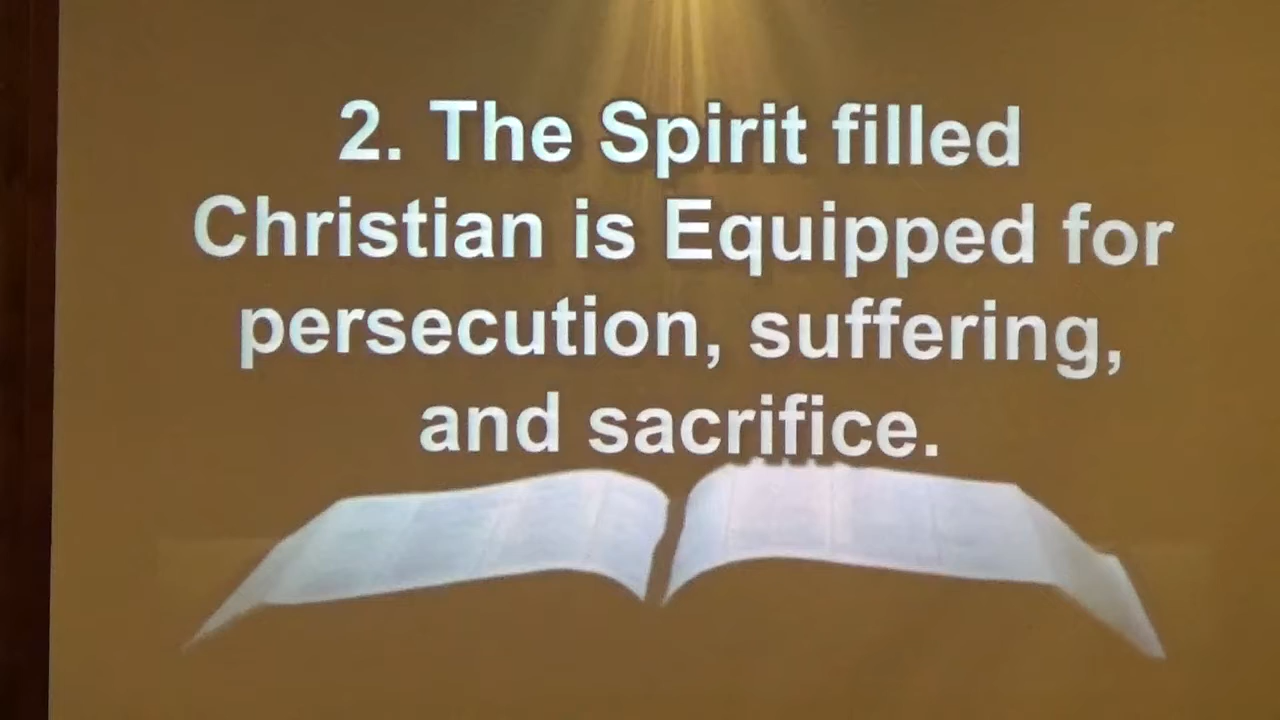 2. The Spirit filled
Christian is Equipped for
persecution, suffering,
and sacrifice.